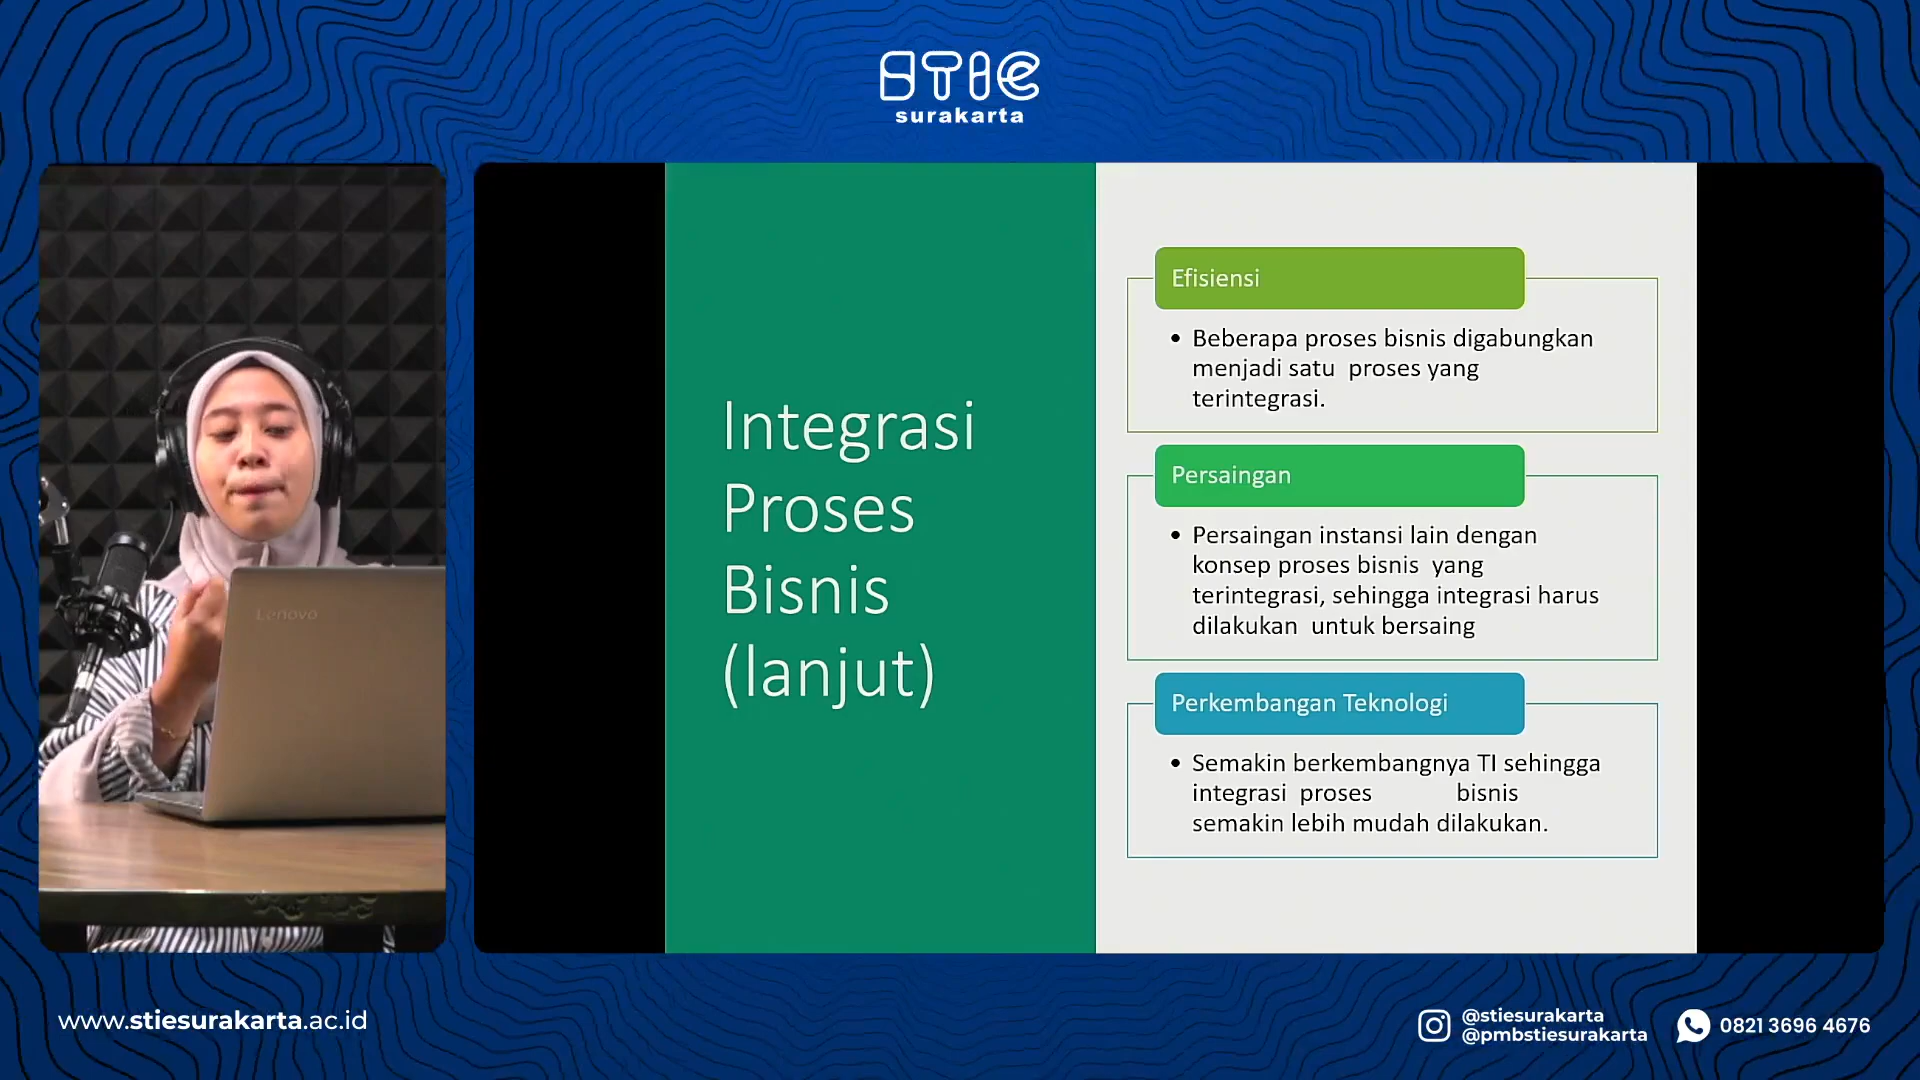 STIE
surakarta
Lenovo
Integrasi
Proses
Bisnis
(lanjut)
Efisiensi
• Beberapa proses bisnis digabungkan
menjadi satu proses yang
terintegrasi.
Persaingan
• Persaingan instansi lain dengan
konsep proses bisnis yang
terintegrasi, sehingga integrasi harus
dilakukan untuk bersaing
Perkembangan Teknologi
• Semakin berkembangnya TI sehingga
integrasi proses bisnis
semakin lebih mudah dilakukan.
www.stiesurakarta.ac.id
@stiesurakarta
@pmbstiesurakarta
0821 3696 4676